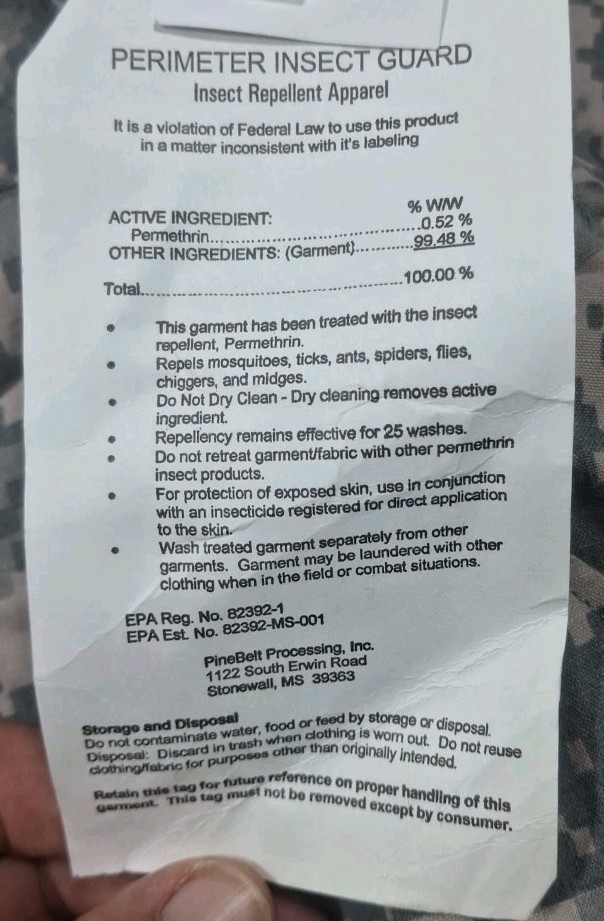 PERIMETER INSECT GUARD
Insect Repellent Apparel
It is a violation of Federal Law to use this product
in a matter inconsistent with it's labeling
% W/W
ACTIVE INGREDIENT:
Permethrin..............................................0.52 %
OTHER INGREDIENTS: (Garment)..............99.48 %
Total..................................................100.00 %
• This garment has been treated with the insect
repellent, Permethrin.
• Repels mosquitoes, ticks, ants, spiders, flies,
chiggers, and midges.
• Do Not Dry Clean - Dry cleaning removes active
ingredient.
• Repellency remains effective for 25 washes.
• Do not retreat garment/fabric with other permethrin
insect products.
• For protection of exposed skin, use in conjunction
with an insecticide registered for direct application
to the skin.
• Wash treated garment separately from other
garments. Garment may be laundered with other
clothing when in the field or combat situations.
EPA Reg. No. 82392-1
EPA Est. No. 82392-MS-001
PineBelt Processing, Inc.
1122 South Erwin Road
Stonewall, MS 39363
Storage and Disposal
Do not contaminate water, food or feed by storage or disposal.
Disposal: Discard in trash when clothing is worn out. Do not reuse
clothing/fabric for purposes other than originally intended.
Retain this tag for future reference on proper handling of this
garment. This tag must not be removed except by consumer.